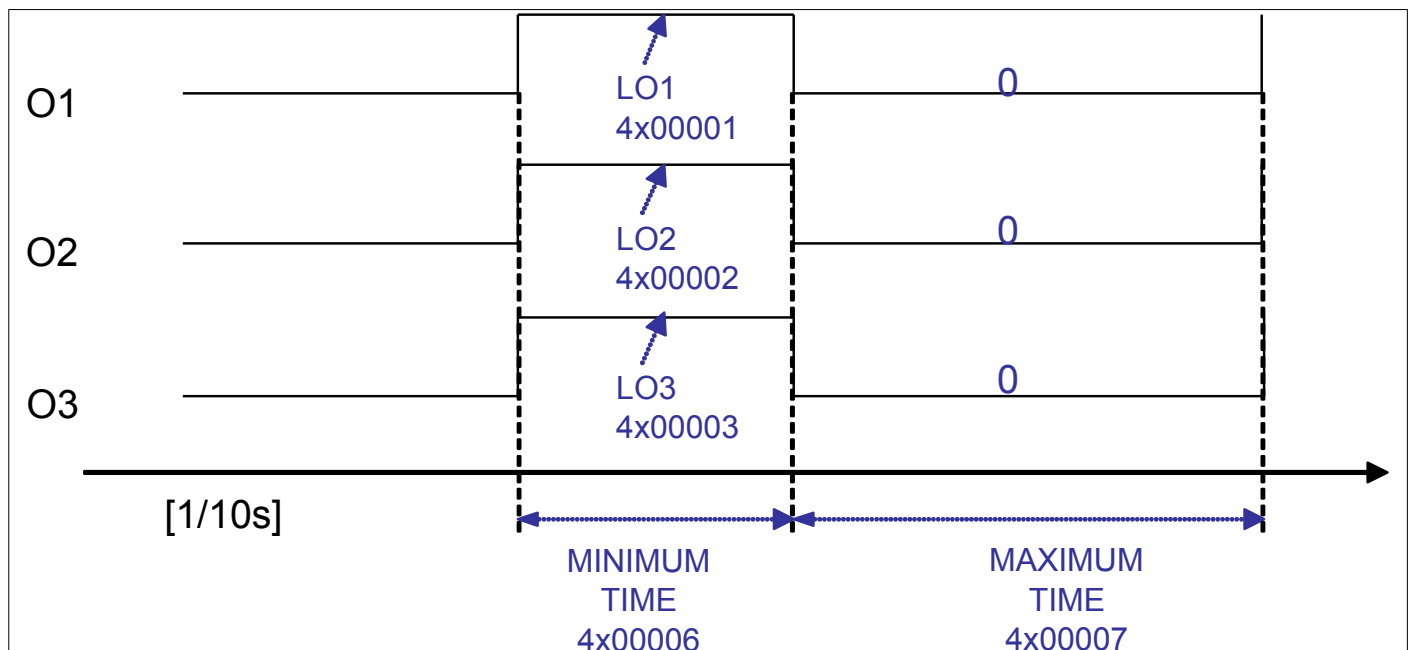 O1
LO1
4x00001
0
O2
LO2
4x00002
0
O3
LO3
4x00003
0
[1/10s]
MINIMUM
TIME
4x00006
MAXIMUM
TIME
4x00007